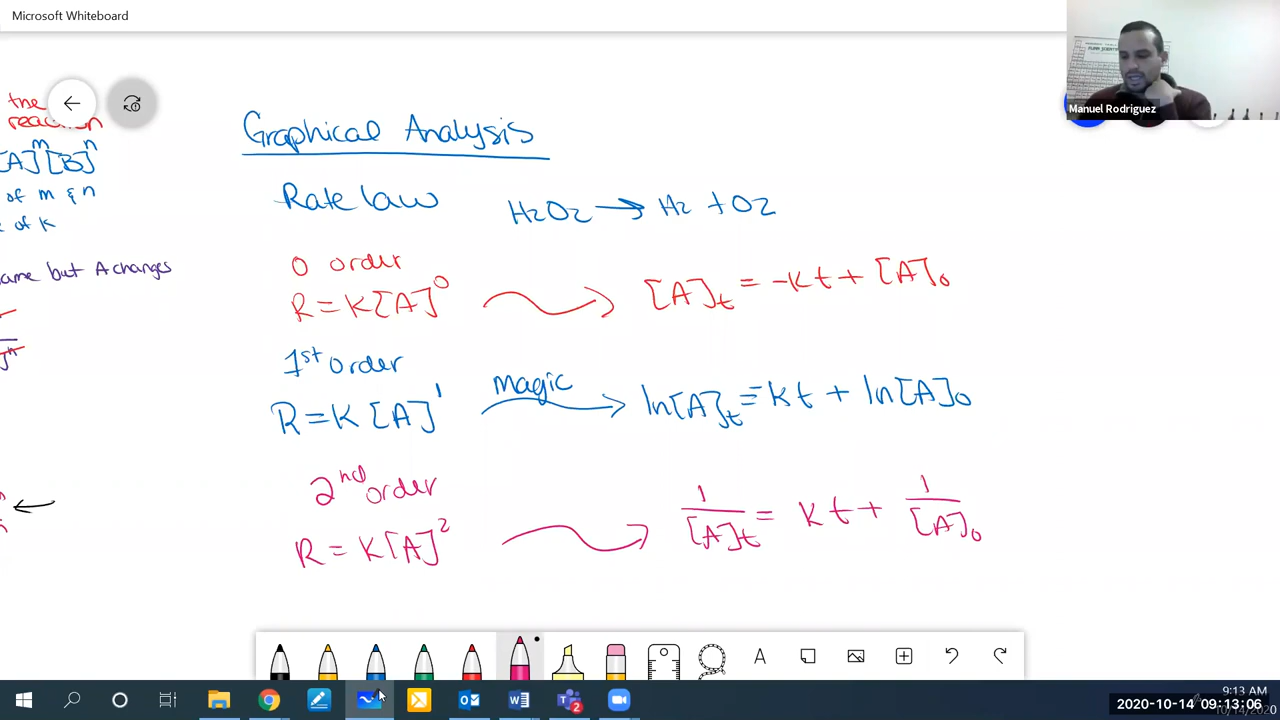 Microsoft Whiteboard
Manuel Rodriguez
the
reaction
[A]^m [B]^n
of m & n
of k
ame but A changes
Graphical Analysis
Rate law H2O2 → H2 + O2
0 order
R = K[A]^0 [A]t = -kt + [A]0
1st order
R = K[A]^1 magic ln[A]t = -kt + ln[A]0
2nd order
R = K[A]^2 1/[A]t = kt + 1/[A]0
9:13 AM
2020-10-14 09:13:06